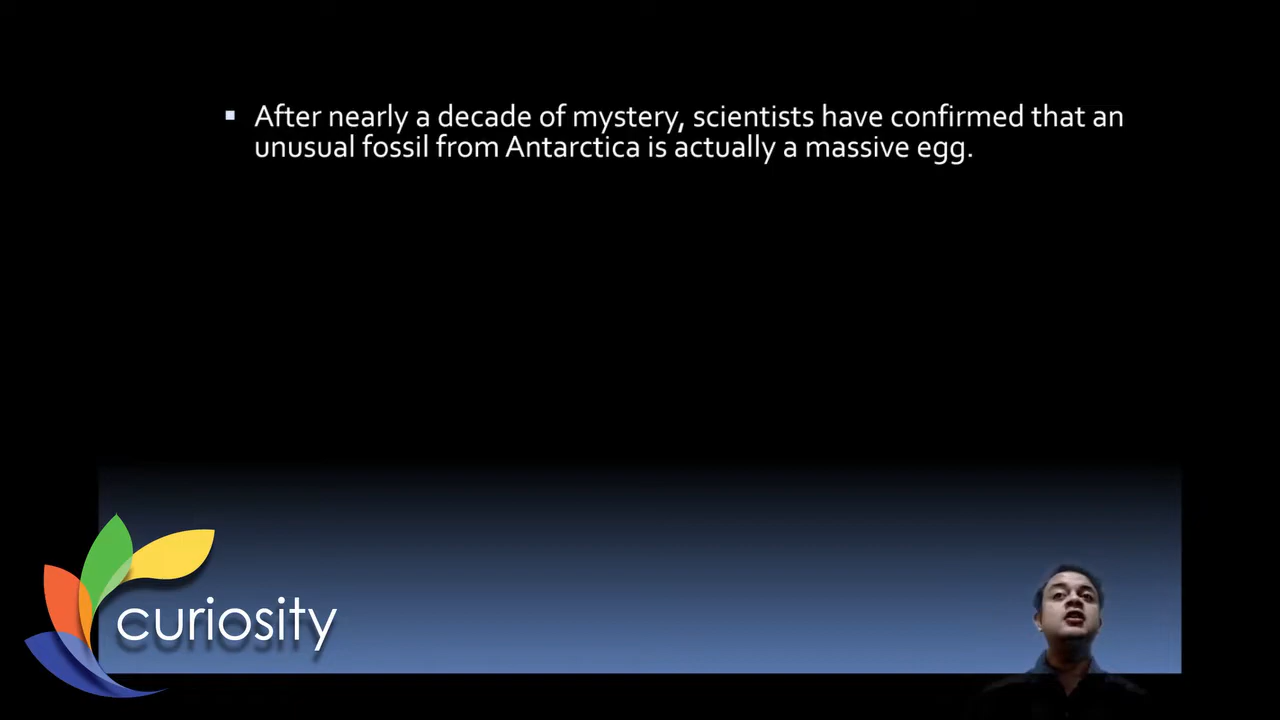 After nearly a decade of mystery, scientists have confirmed that an
unusual fossil from Antarctica is actually a massive egg.
curiosity